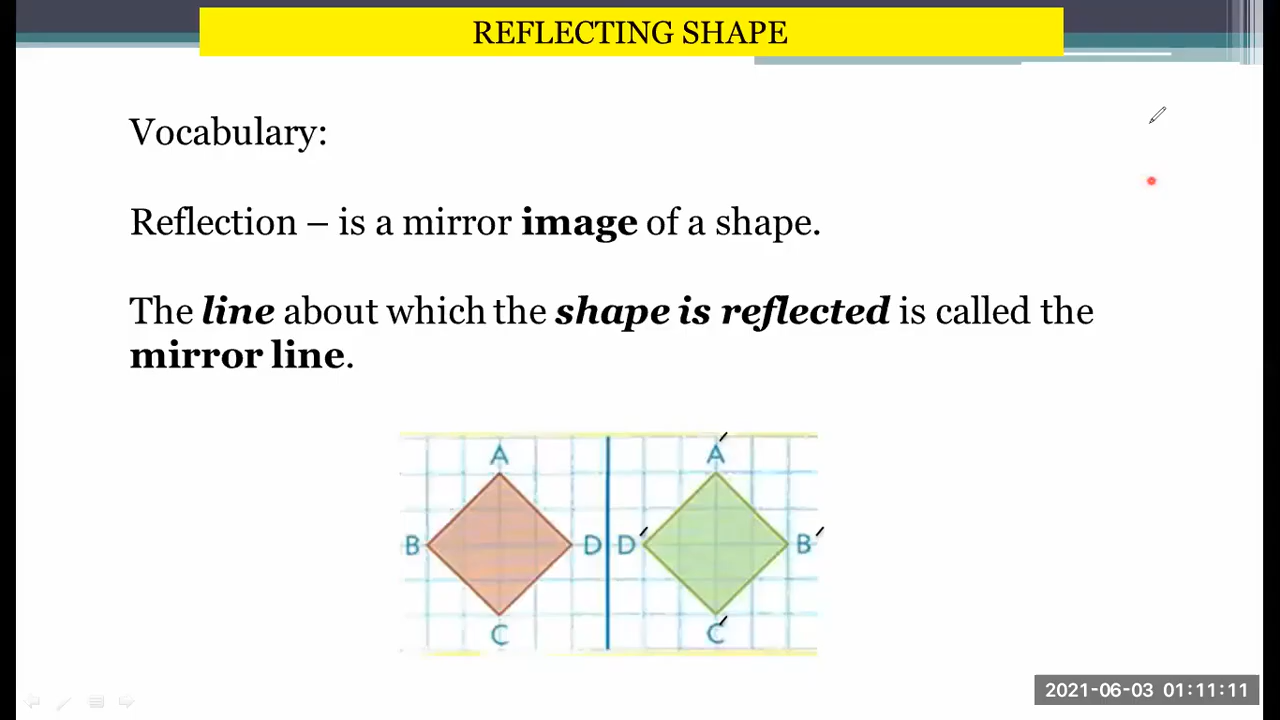 REFLECTING SHAPE
Vocabulary:
Reflection – is a mirror image of a shape.
The line about which the shape is reflected is called the
mirror line.
A A′
B D D′ B′
C C′
2021-06-03 01:11:11